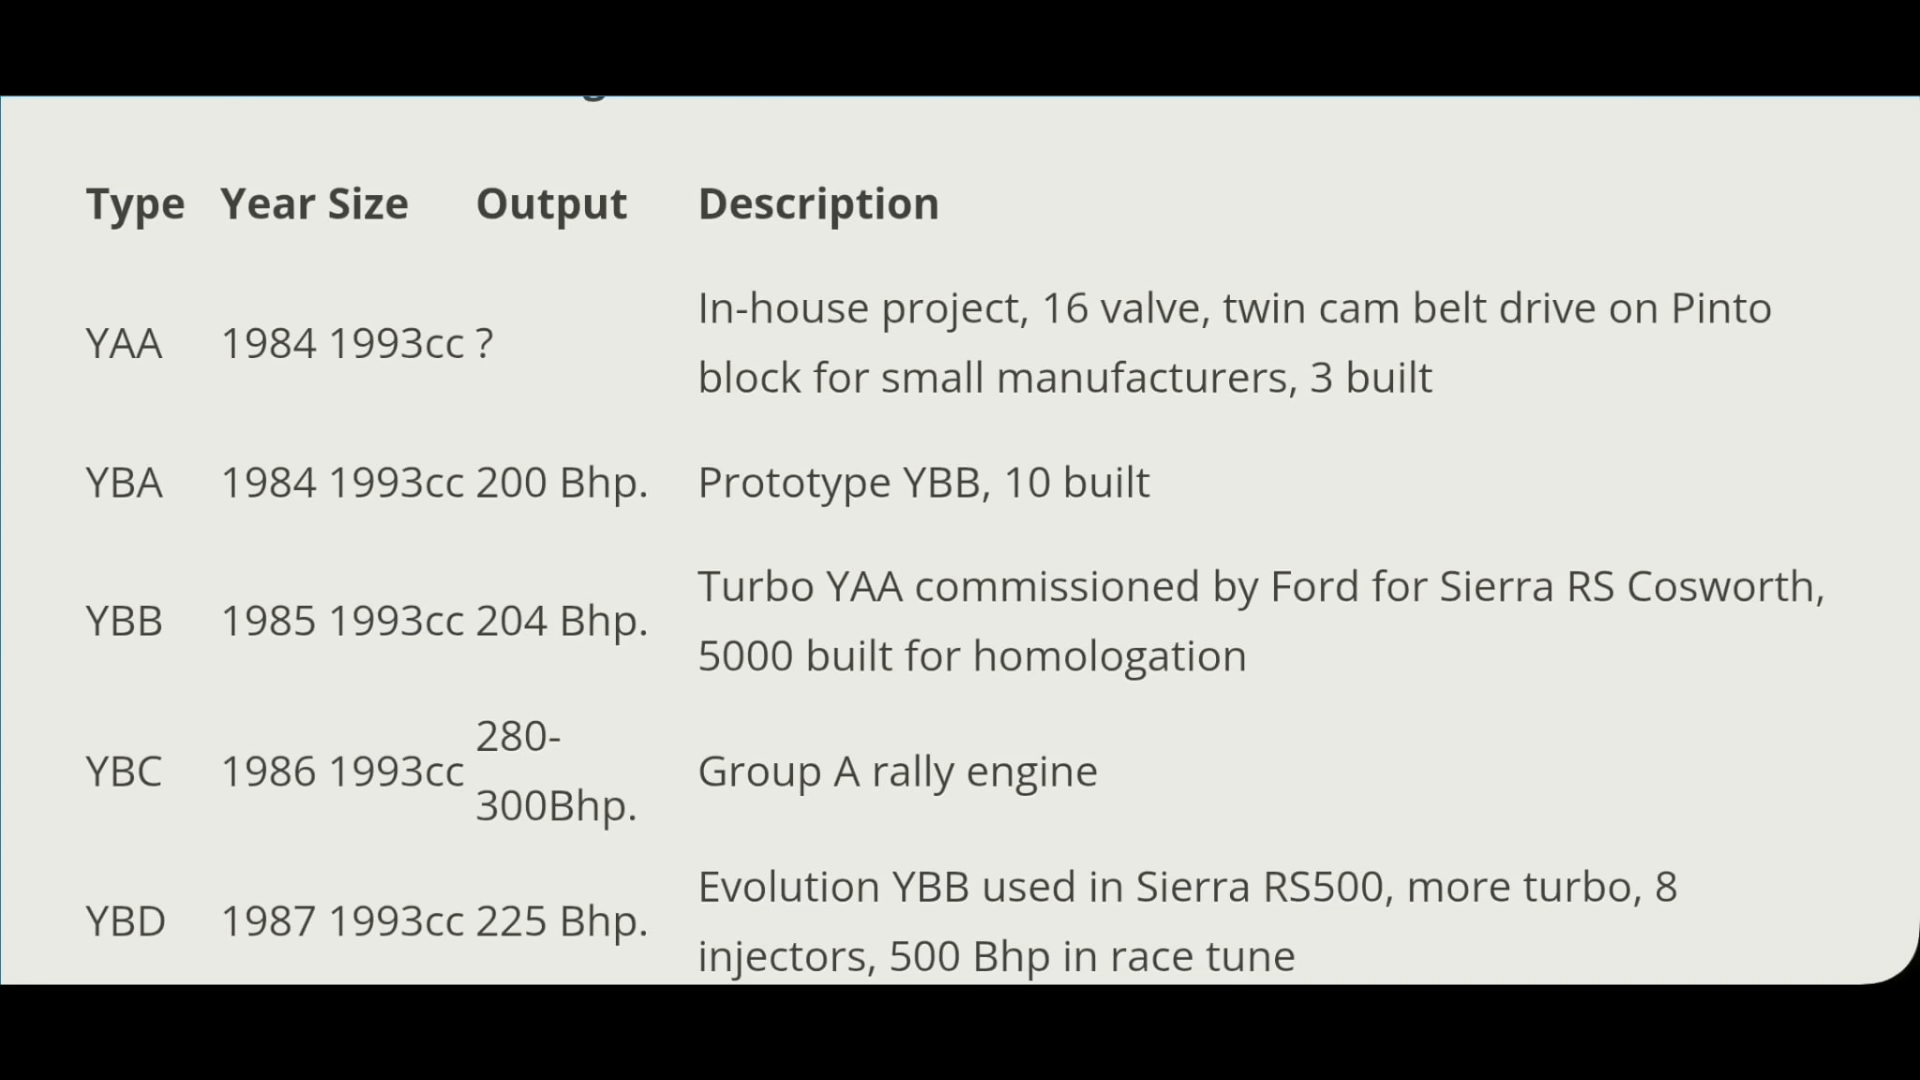 Type Year Size Output Description
In-house project, 16 valve, twin cam belt drive on Pinto
YAA 1984 1993cc ?
block for small manufacturers, 3 built
YBA 1984 1993cc 200 Bhp. Prototype YBB, 10 built
Turbo YAA commissioned by Ford for Sierra RS Cosworth,
YBB 1985 1993cc 204 Bhp.
5000 built for homologation
280-
YBC 1986 1993cc Group A rally engine
300Bhp.
Evolution YBB used in Sierra RS500, more turbo, 8
YBD 1987 1993cc 225 Bhp.
injectors, 500 Bhp in race tune